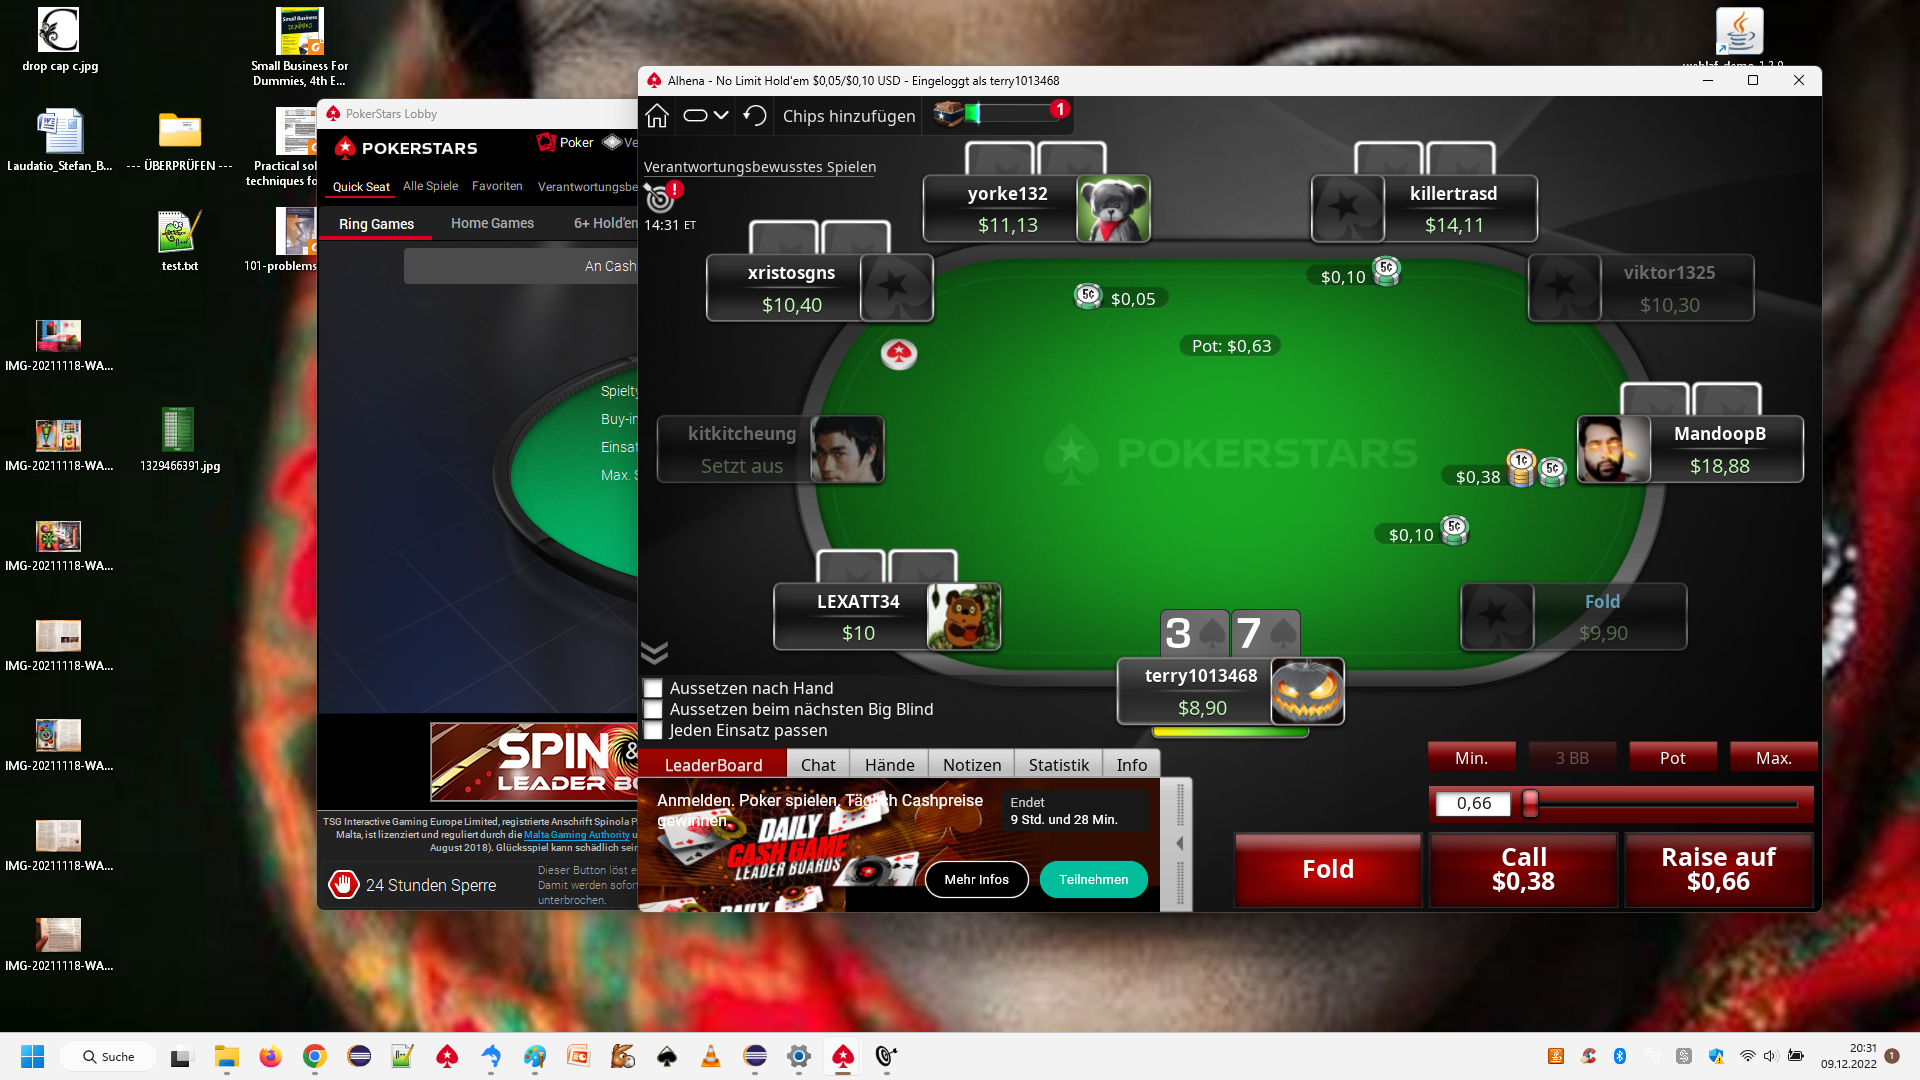 drop cap c.jpg
Small Business For
Dummies, 4th E...
Laudatio_Stefan_B...
--- ÜBERPRÜFEN ---
Practical sol
techniques fo
test.txt
101-problems
IMG-20211118-WA...
IMG-20211118-WA...
1329466391.jpg
IMG-20211118-WA...
IMG-20211118-WA...
IMG-20211118-WA...
IMG-20211118-WA...
IMG-20211118-WA...
PokerStars Lobby
POKERSTARS
Poker
Ve
Quick Seat
Alle Spiele
Favoriten
Verantwortungsbe
Ring Games
Home Games
6+ Hold'en
An Cash
Spielty
Buy-in
Einsat
Max. S
SPIN &
LEADER BO
TSG Interactive Gaming Europe Limited, registrierte Anschrift Spinola P
Malta, ist lizenziert und reguliert durch die Malta Gaming Authority u
August 2018). Glücksspiel kann schädlich sein
24 Stunden Sperre
Dieser Button löst e
Damit werden sofor
unterbrochen.
Alhena - No Limit Hold'em $0,05/$0,10 USD - Eingeloggt als terry1013468
Chips hinzufügen
1
Verantwortungsbewusstes Spielen
14:31 ET
yorke132
$11,13
killertrasd
$14,11
xristosgns
$10,40
viktor1325
$10,30
5¢ $0,05
$0,10 5¢
Pot: $0,63
kitkitcheung
Setzt aus
POKERSTARS
MandoopB
$18,88
$0,38 1¢ 5¢
$0,10 5¢
LEXATT34
$10
Fold
$9,90
3 7
terry1013468
$8,90
Aussetzen nach Hand
Aussetzen beim nächsten Big Blind
Jeden Einsatz passen
LeaderBoard
Chat
Hände
Notizen
Statistik
Info
Anmelden. Poker spielen. Täglich Cashpreise
gewinnen.
Endet
9 Std. und 28 Min.
DAILY
CASH GAME
LEADER BOARDS
DAILY
Mehr Infos
Teilnehmen
Min.
3 BB
Pot
Max.
0,66
Fold
Call
$0,38
Raise auf
$0,66
Suche
20:31
09.12.2022
1